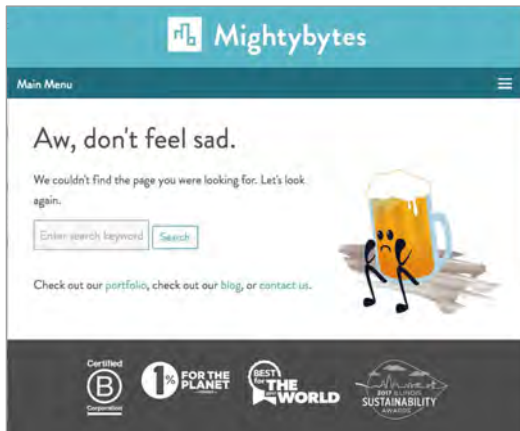 Mightybytes
Main Menu
Aw, don't feel sad.
We couldn't find the page you were looking for. Let's look
again.
Enter search keyword Search
Check out our portfolio, check out our blog, or contact us.
Certified
B
Corporation
1% FOR THE
PLANET
BEST
for
THE
WORLD
2017 ILLINOIS
SUSTAINABILITY
AWARDS